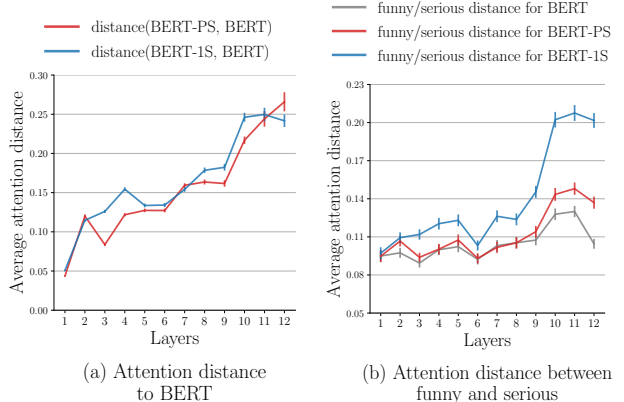 distance(BERT-PS, BERT)
distance(BERT-1S, BERT)
0.30
0.25
0.20
0.15
0.10
0.05
0.00
Average attention distance
1 2 3 4 5 6 7 8 9 10 11 12
Layers
(a) Attention distance
to BERT
funny/serious distance for BERT
funny/serious distance for BERT-PS
funny/serious distance for BERT-1S
0.23
0.20
0.17
0.14
0.11
0.08
0.05
Average attention distance
1 2 3 4 5 6 7 8 9 10 11 12
Layers
(b) Attention distance between
funny and serious